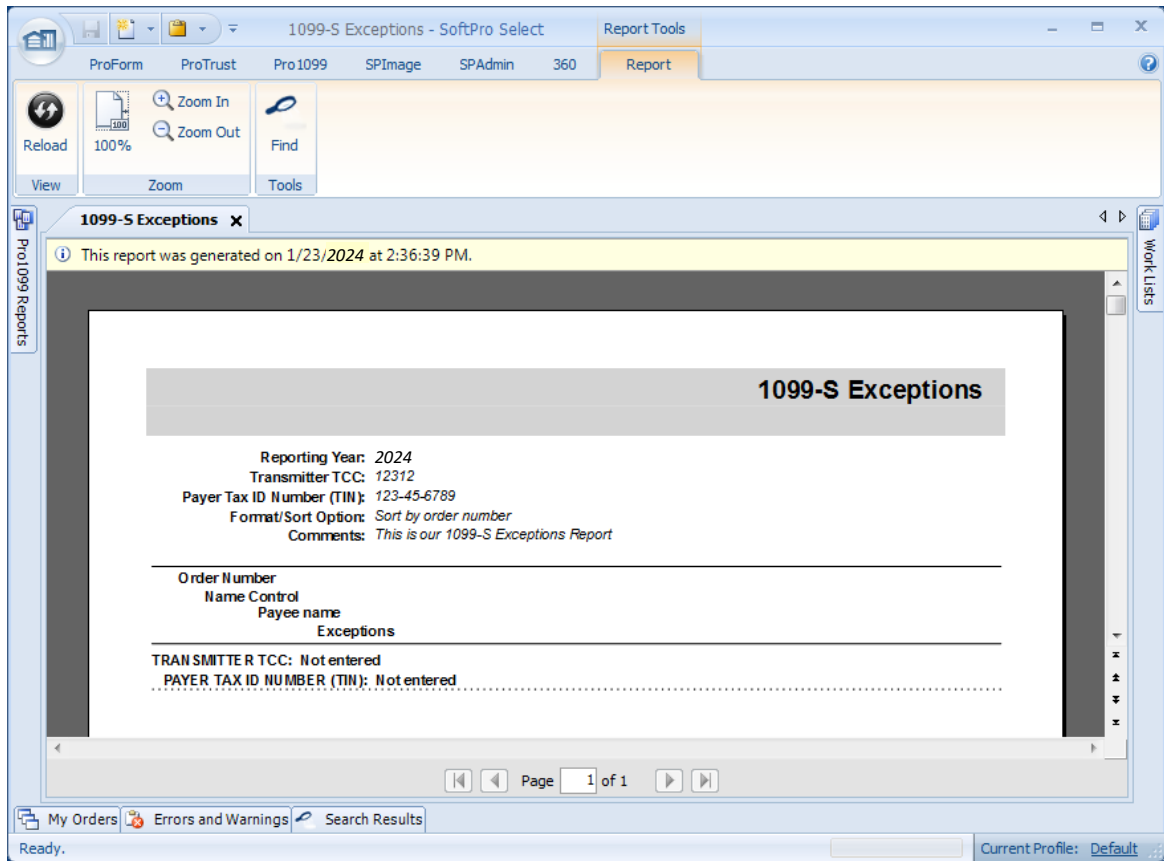 1099-S Exceptions - SoftPro Select Report Tools
ProForm ProTrust Pro1099 SPImage SPAdmin 360 Report
Reload 100% Zoom In Zoom Out Find
100
View Zoom Tools
1099-S Exceptions
Pro1099 Reports
Work Lists
This report was generated on 1/23/2024 at 2:36:39 PM.
1099-S Exceptions
Reporting Year: 2024
Transmitter TCC: 12312
Payer Tax ID Number (TIN): 123-45-6789
Format/Sort Option: Sort by order number
Comments: This is our 1099-S Exceptions Report
Order Number
Name Control
Payee name
Exceptions
TRANSMITTER TCC: Not entered
PAYER TAX ID NUMBER (TIN): Not entered
Page 1 of 1
My Orders Errors and Warnings Search Results
Ready. Current Profile: Default